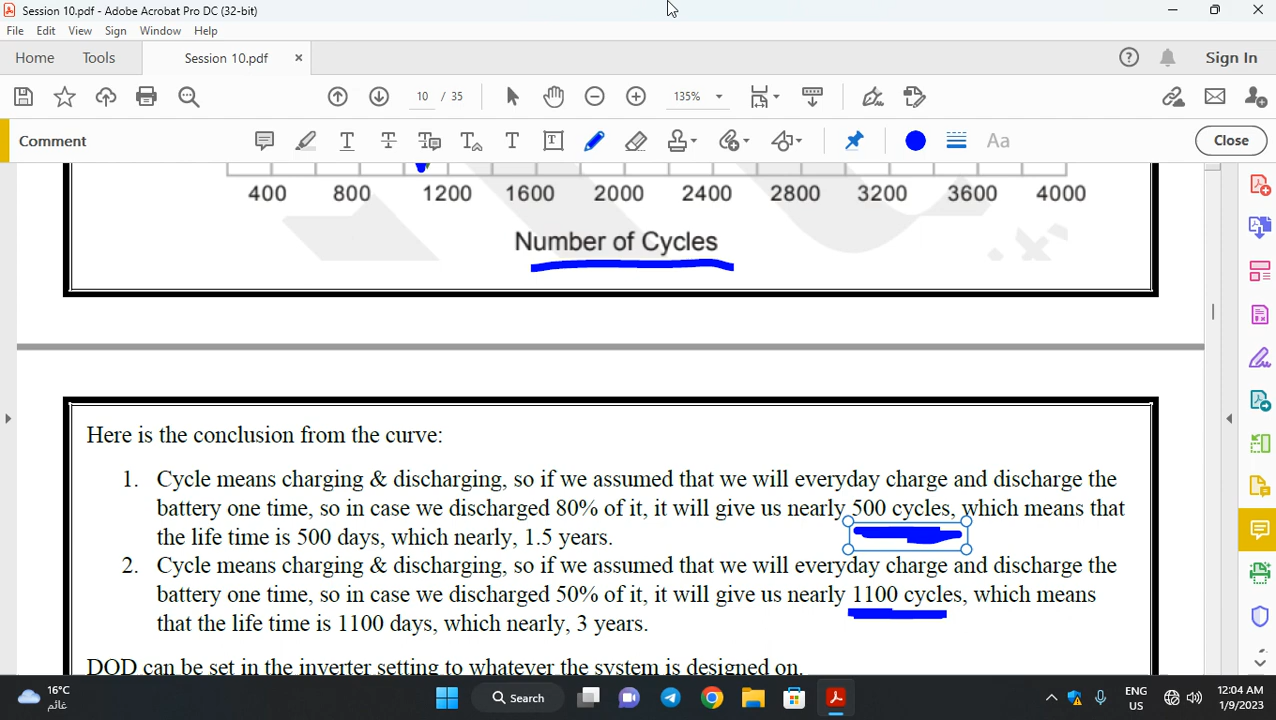 Session 10.pdf - Adobe Acrobat Pro DC (32-bit)
File Edit View Sign Window Help
Home Tools Session 10.pdf × Sign In
10 / 35 135%
Comment Aa Close
400 800 1200 1600 2000 2400 2800 3200 3600 4000
Number of Cycles
Here is the conclusion from the curve:
1. Cycle means charging & discharging, so if we assumed that we will everyday charge and discharge the
battery one time, so in case we discharged 80% of it, it will give us nearly 500 cycles, which means that
the life time is 500 days, which nearly, 1.5 years.
2. Cycle means charging & discharging, so if we assumed that we will everyday charge and discharge the
battery one time, so in case we discharged 50% of it, it will give us nearly 1100 cycles, which means
that the life time is 1100 days, which nearly, 3 years.
DOD can be set in the inverter setting to whatever the system is designed on.
16°C
غائم
Search
ENG
US
12:04 AM
1/9/2023